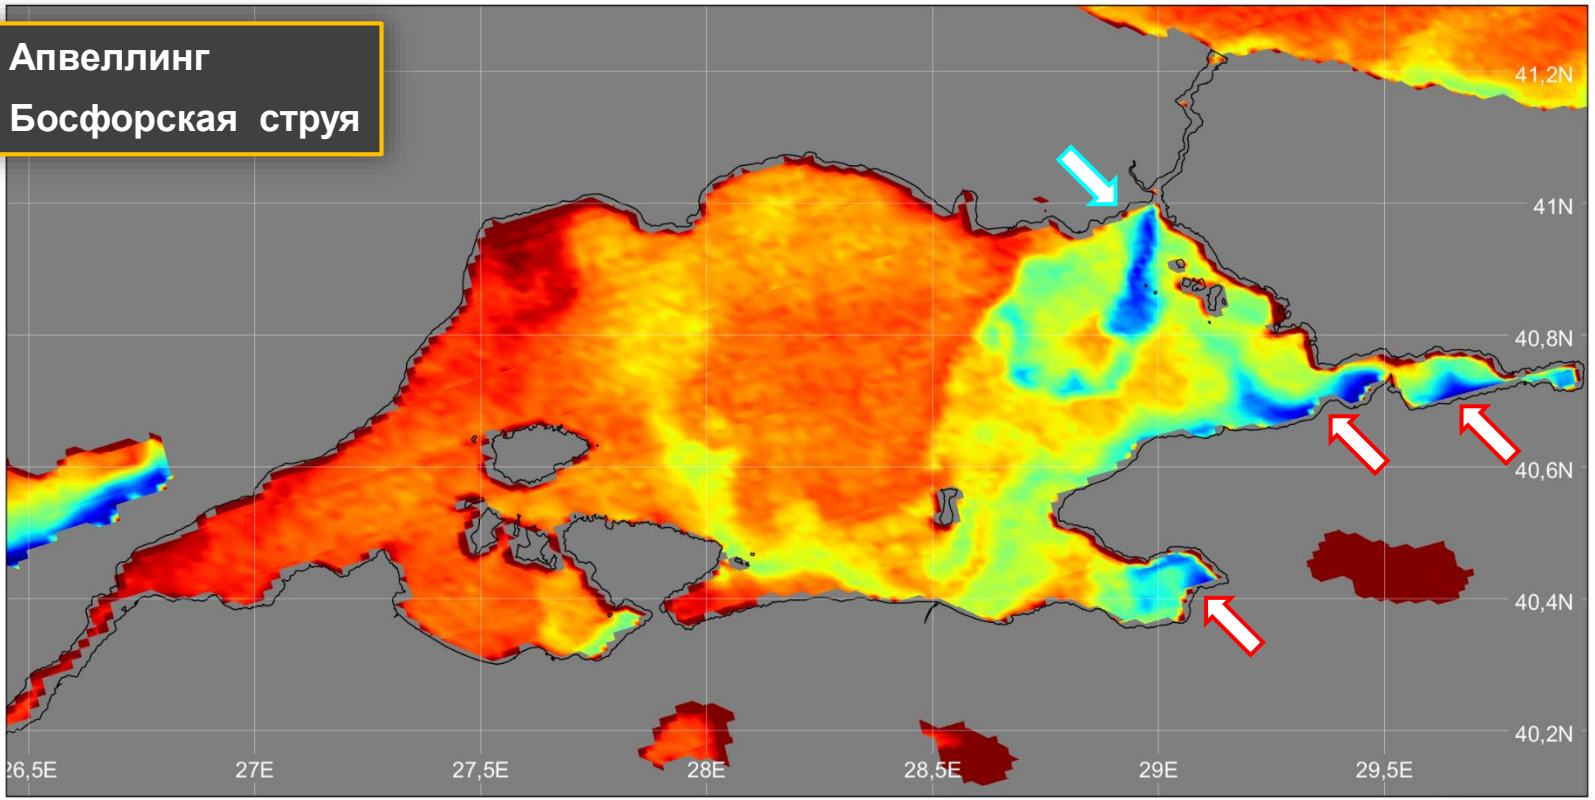 Апвеллинг
Босфорская струя
41,2N
41N
40,8N
40,6N
40,4N
40,2N
26,5E 27E 27,5E 28E 28,5E 29E 29,5E